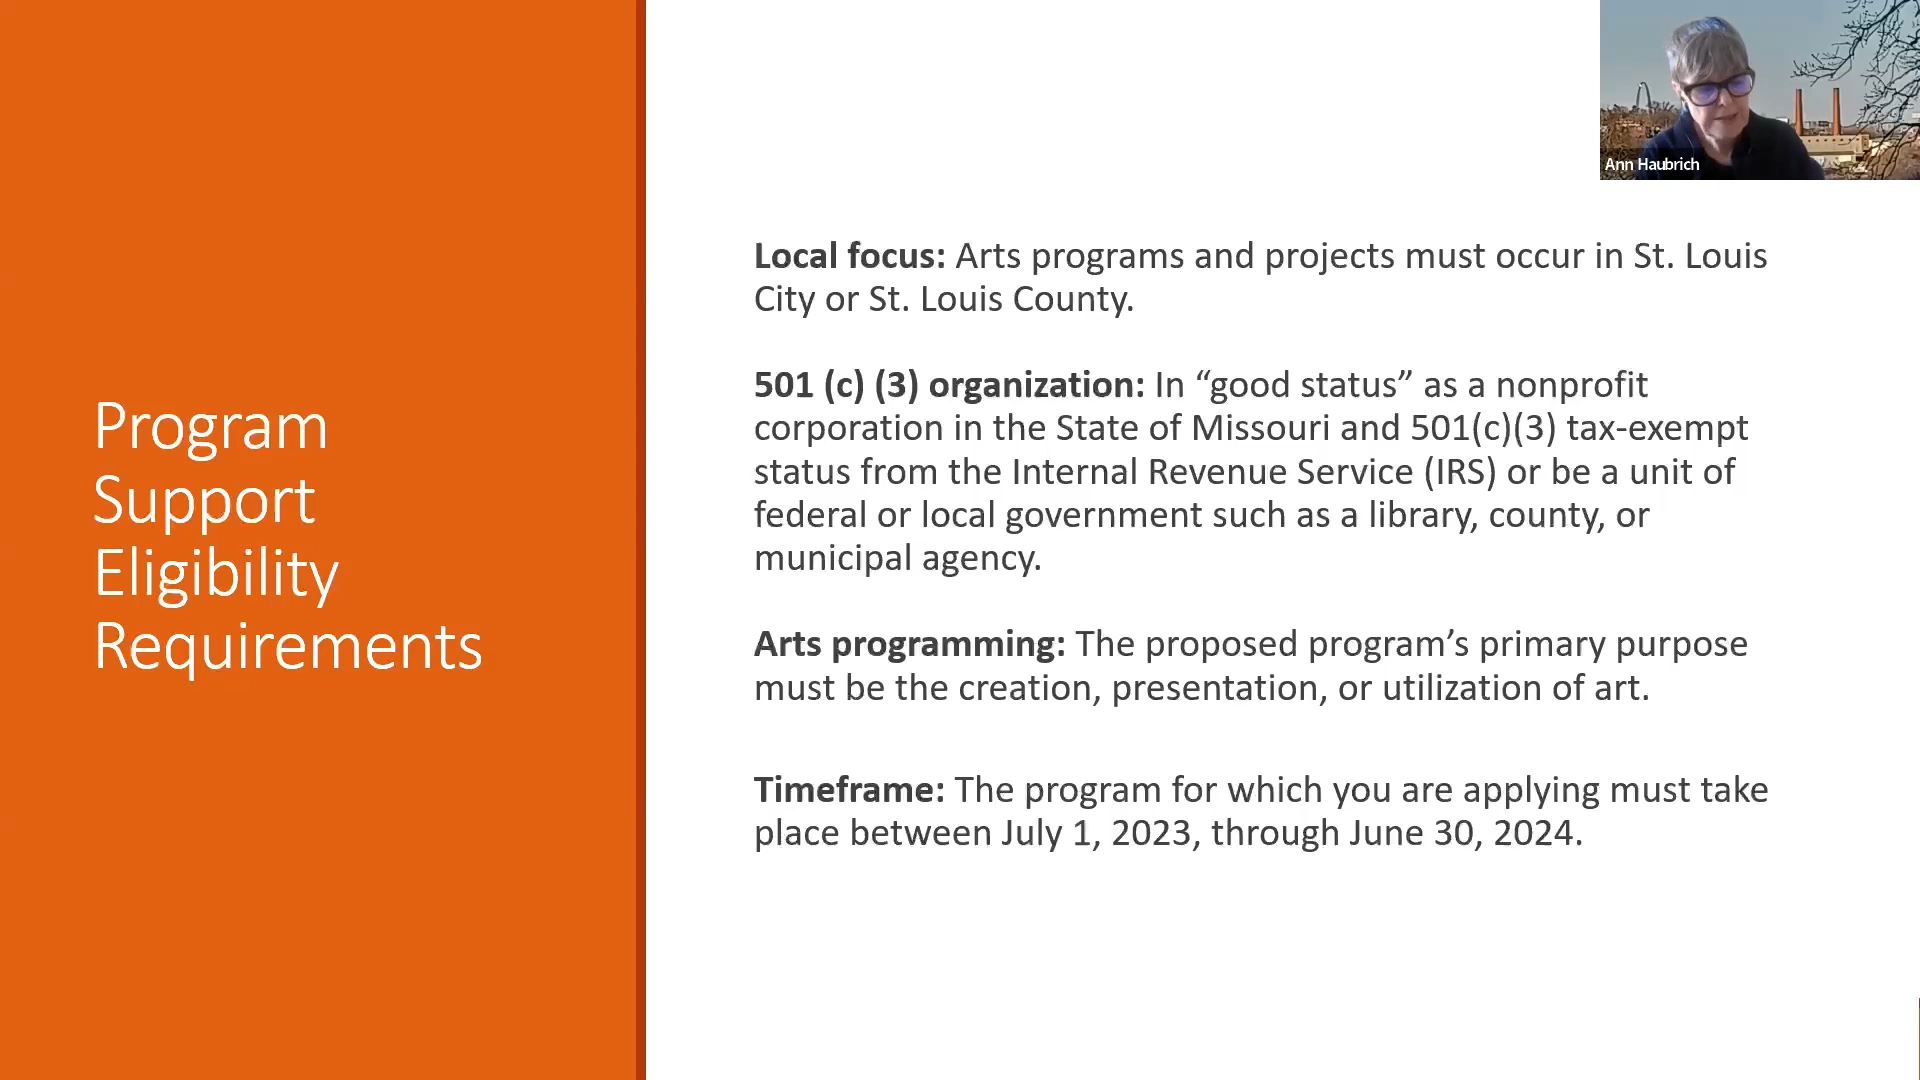 Program
Support
Eligibility
Requirements
Ann Haubrich
Local focus: Arts programs and projects must occur in St. Louis
City or St. Louis County.
501 (c) (3) organization: In “good status” as a nonprofit
corporation in the State of Missouri and 501(c)(3) tax-exempt
status from the Internal Revenue Service (IRS) or be a unit of
federal or local government such as a library, county, or
municipal agency.
Arts programming: The proposed program’s primary purpose
must be the creation, presentation, or utilization of art.
Timeframe: The program for which you are applying must take
place between July 1, 2023, through June 30, 2024.